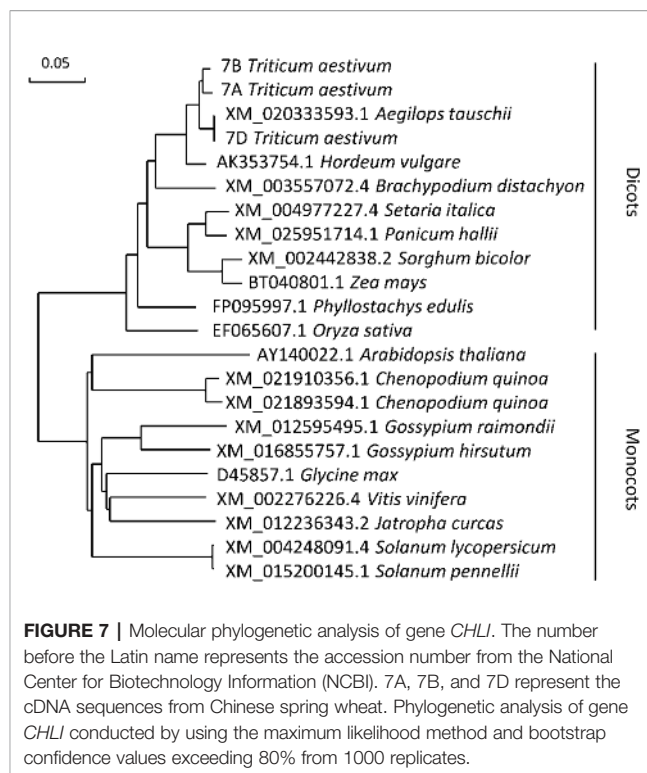 0.05
7B Triticum aestivum
7A Triticum aestivum
XM_020333593.1 Aegilops tauschii
7D Triticum aestivum
AK353754.1 Hordeum vulgare
XM_003557072.4 Brachypodium distachyon
XM_004977227.4 Setaria italica
XM_025951714.1 Panicum hallii
XM_002442838.2 Sorghum bicolor
BT040801.1 Zea mays
FP095997.1 Phyllostachys edulis
EF065607.1 Oryza sativa
Dicots
AY140022.1 Arabidopsis thaliana
XM_021910356.1 Chenopodium quinoa
XM_021893594.1 Chenopodium quinoa
XM_012595495.1 Gossypium raimondii
XM_016855757.1 Gossypium hirsutum
D45857.1 Glycine max
XM_002276226.4 Vitis vinifera
XM_012236343.2 Jatropha curcas
XM_004248091.4 Solanum lycopersicum
XM_015200145.1 Solanum pennellii
Monocots
FIGURE 7 | Molecular phylogenetic analysis of gene CHLI. The number
before the Latin name represents the accession number from the National
Center for Biotechnology Information (NCBI). 7A, 7B, and 7D represent the
cDNA sequences from Chinese spring wheat. Phylogenetic analysis of gene
CHLI conducted by using the maximum likelihood method and bootstrap
confidence values exceeding 80% from 1000 replicates.